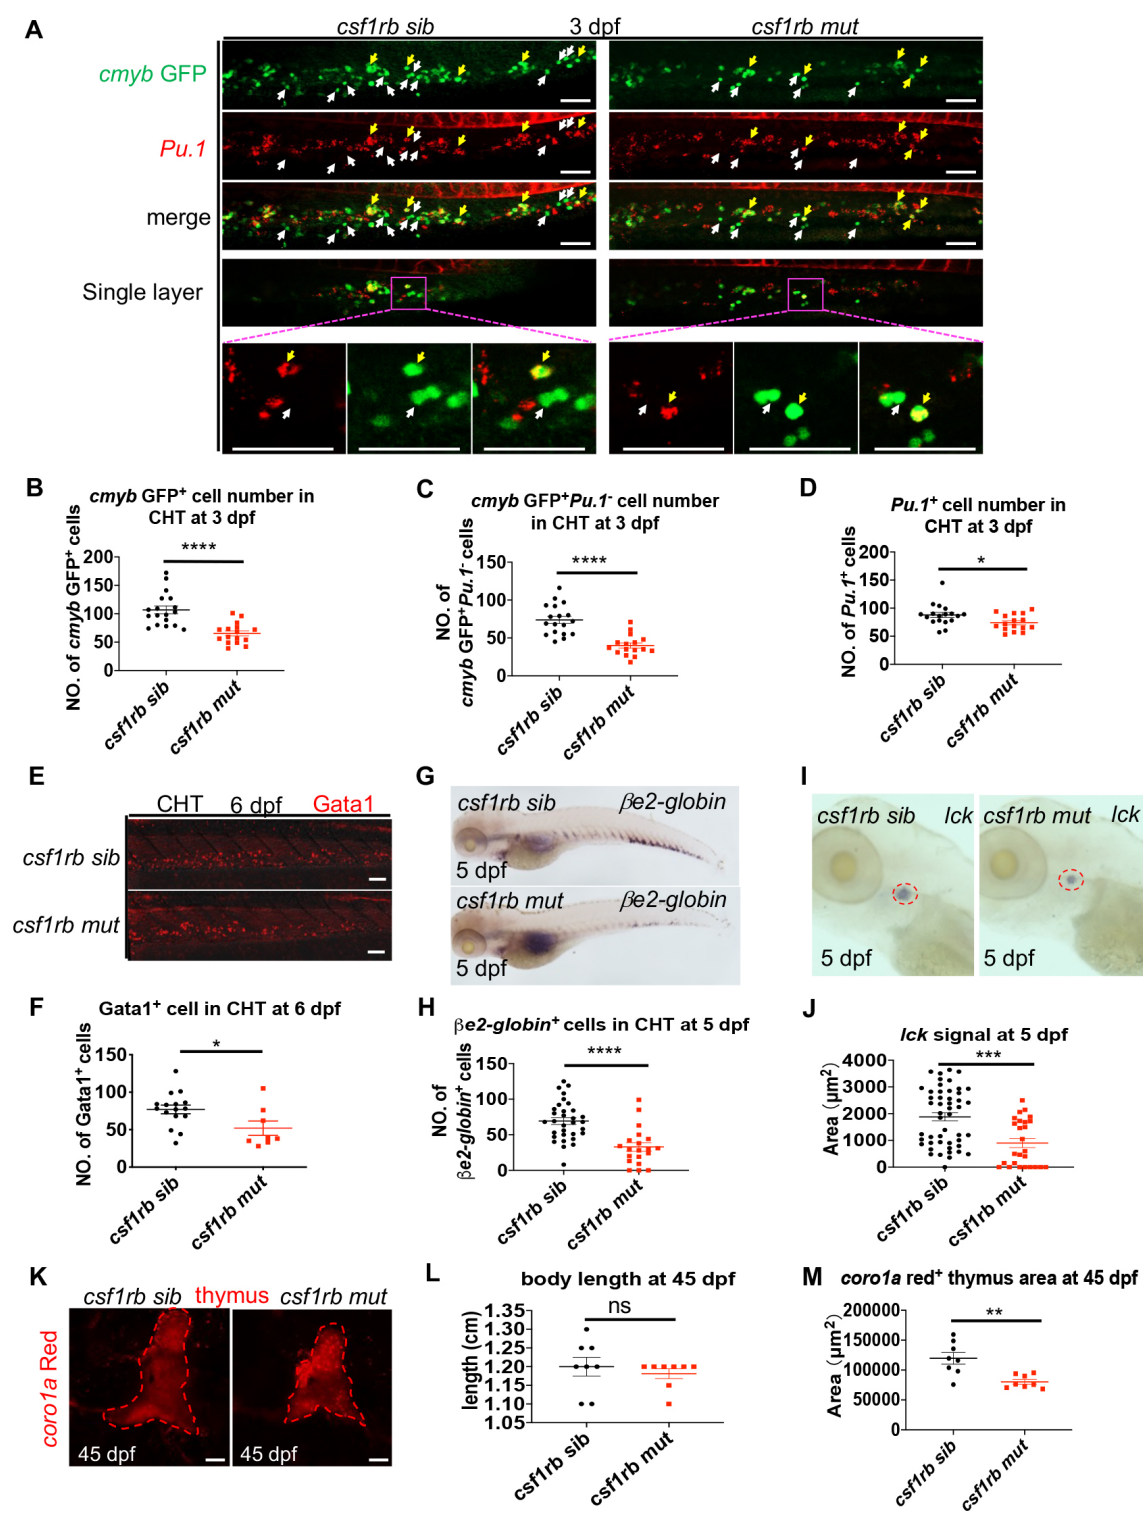 A
csf1rb sib 3 dpf csf1rb mut
cmyb GFP
Pu.1
merge
Single layer
B
cmyb GFP⁺ cell number in
CHT at 3 dpf
NO. of cmyb GFP⁺ cells
200
150
100
50
0
****
csf1rb sib
csf1rb mut
C
cmyb GFP⁺Pu.1⁻ cell number
in CHT at 3 dpf
NO. of
cmyb GFP⁺Pu.1⁻ cells
150
100
50
0
****
csf1rb sib
csf1rb mut
D
Pu.1⁺ cell number in
CHT at 3 dpf
NO. of Pu.1⁺ cells
200
150
100
50
0
*
csf1rb sib
csf1rb mut
E
CHT 6 dpf Gata1
csf1rb sib
csf1rb mut
G
csf1rb sib βe2-globin
5 dpf
csf1rb mut βe2-globin
5 dpf
I
csf1rb sib lck
5 dpf
csf1rb mut lck
5 dpf
F
Gata1⁺ cell in CHT at 6 dpf
NO. of Gata1⁺ cells
150
100
50
0
*
csf1rb sib
csf1rb mut
H
βe2-globin⁺ cells in CHT at 5 dpf
NO. of
βe2-globin⁺ cells
150
100
50
0
****
csf1rb sib
csf1rb mut
J
lck signal at 5 dpf
Area (μm²)
4000
3000
2000
1000
0
***
csf1rb sib
csf1rb mut
K
csf1rb sib thymus csf1rb mut
coro1a Red
45 dpf
45 dpf
L
body length at 45 dpf
length (cm)
1.35
1.30
1.25
1.20
1.15
1.10
1.05
ns
csf1rb sib
csf1rb mut
M
coro1a red⁺ thymus area at 45 dpf
Area (μm²)
200000
150000
100000
50000
0
**
csf1rb sib
csf1rb mut